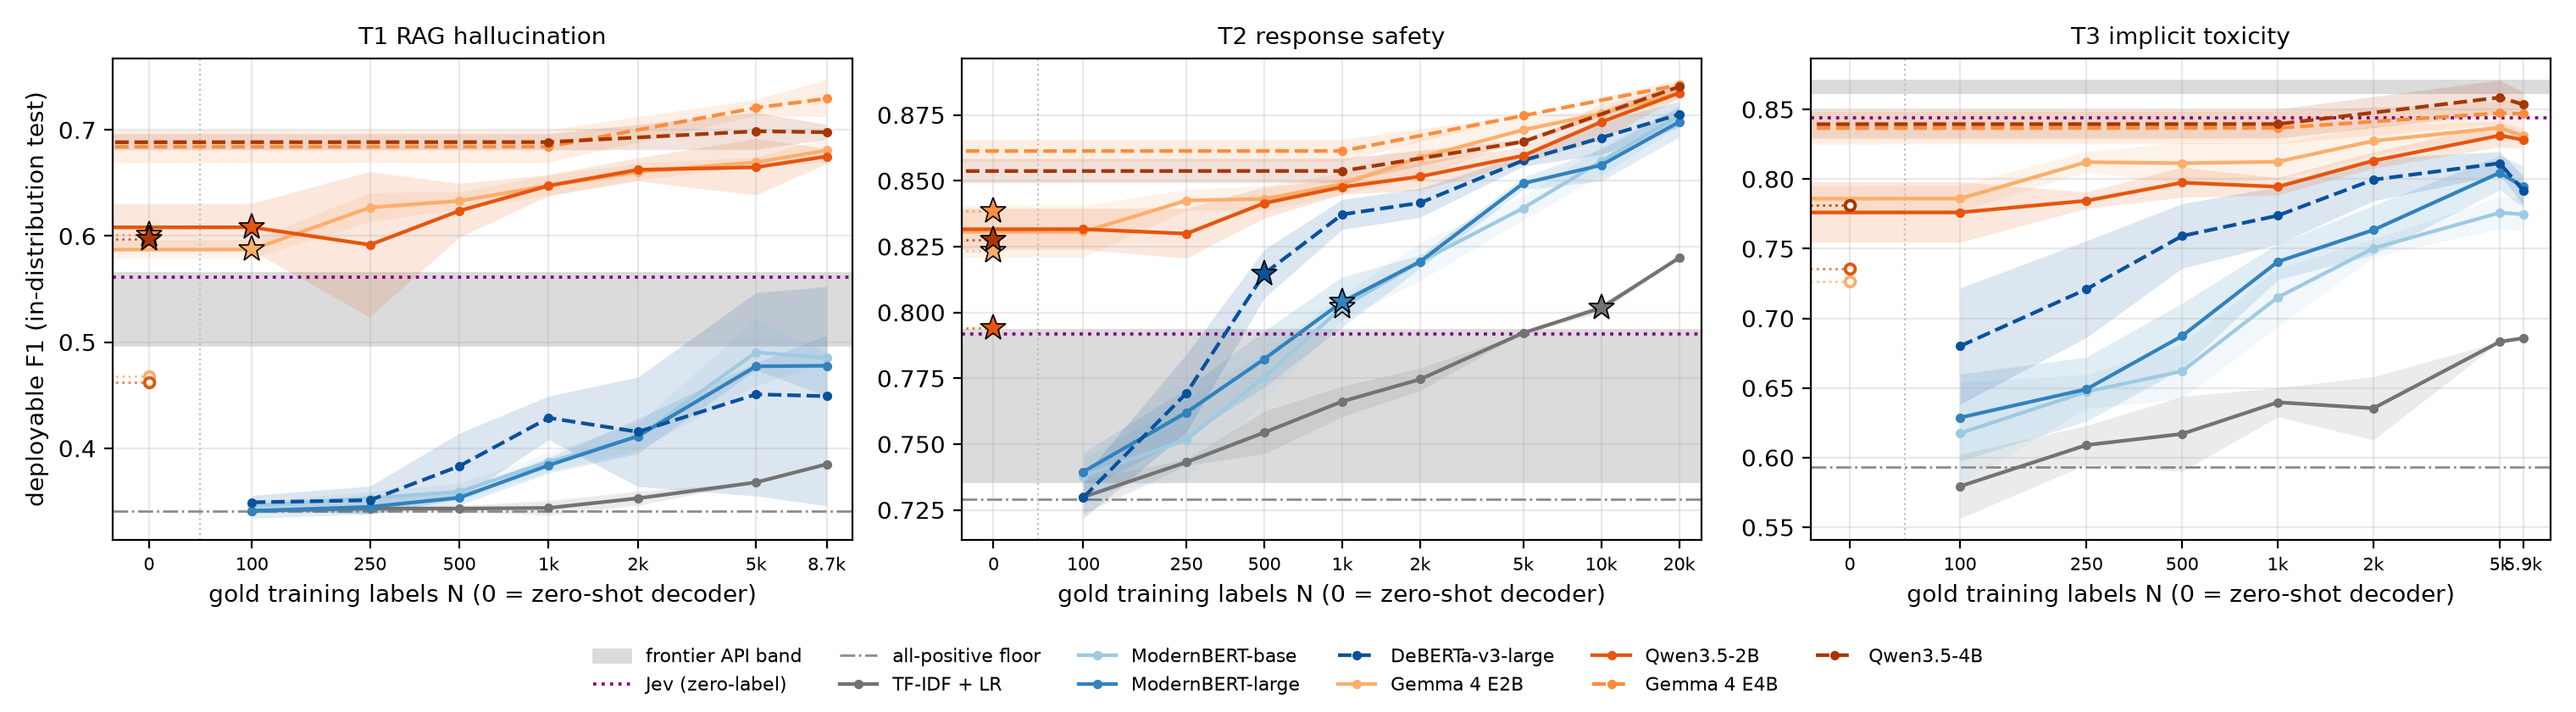 T1 RAG hallucination
T2 response safety
T3 implicit toxicity
deployable F1 (in-distribution test)
0.7
0.6
0.5
0.4
0 100 250 500 1k 2k 5k 8.7k
gold training labels N (0 = zero-shot decoder)
0.875
0.850
0.825
0.800
0.775
0.750
0.725
0 100 250 500 1k 2k 5k 10k 20k
gold training labels N (0 = zero-shot decoder)
0.85
0.80
0.75
0.70
0.65
0.60
0.55
0 100 250 500 1k 2k
gold training labels N (0 = zero-shot decoder)
frontier API band
Jev (zero-label)
all-positive floor
TF-IDF + LR
ModernBERT-base
ModernBERT-large
DeBERTa-v3-large
Gemma 4 E2B
Qwen3.5-2B
Gemma 4 E4B
Qwen3.5-4B